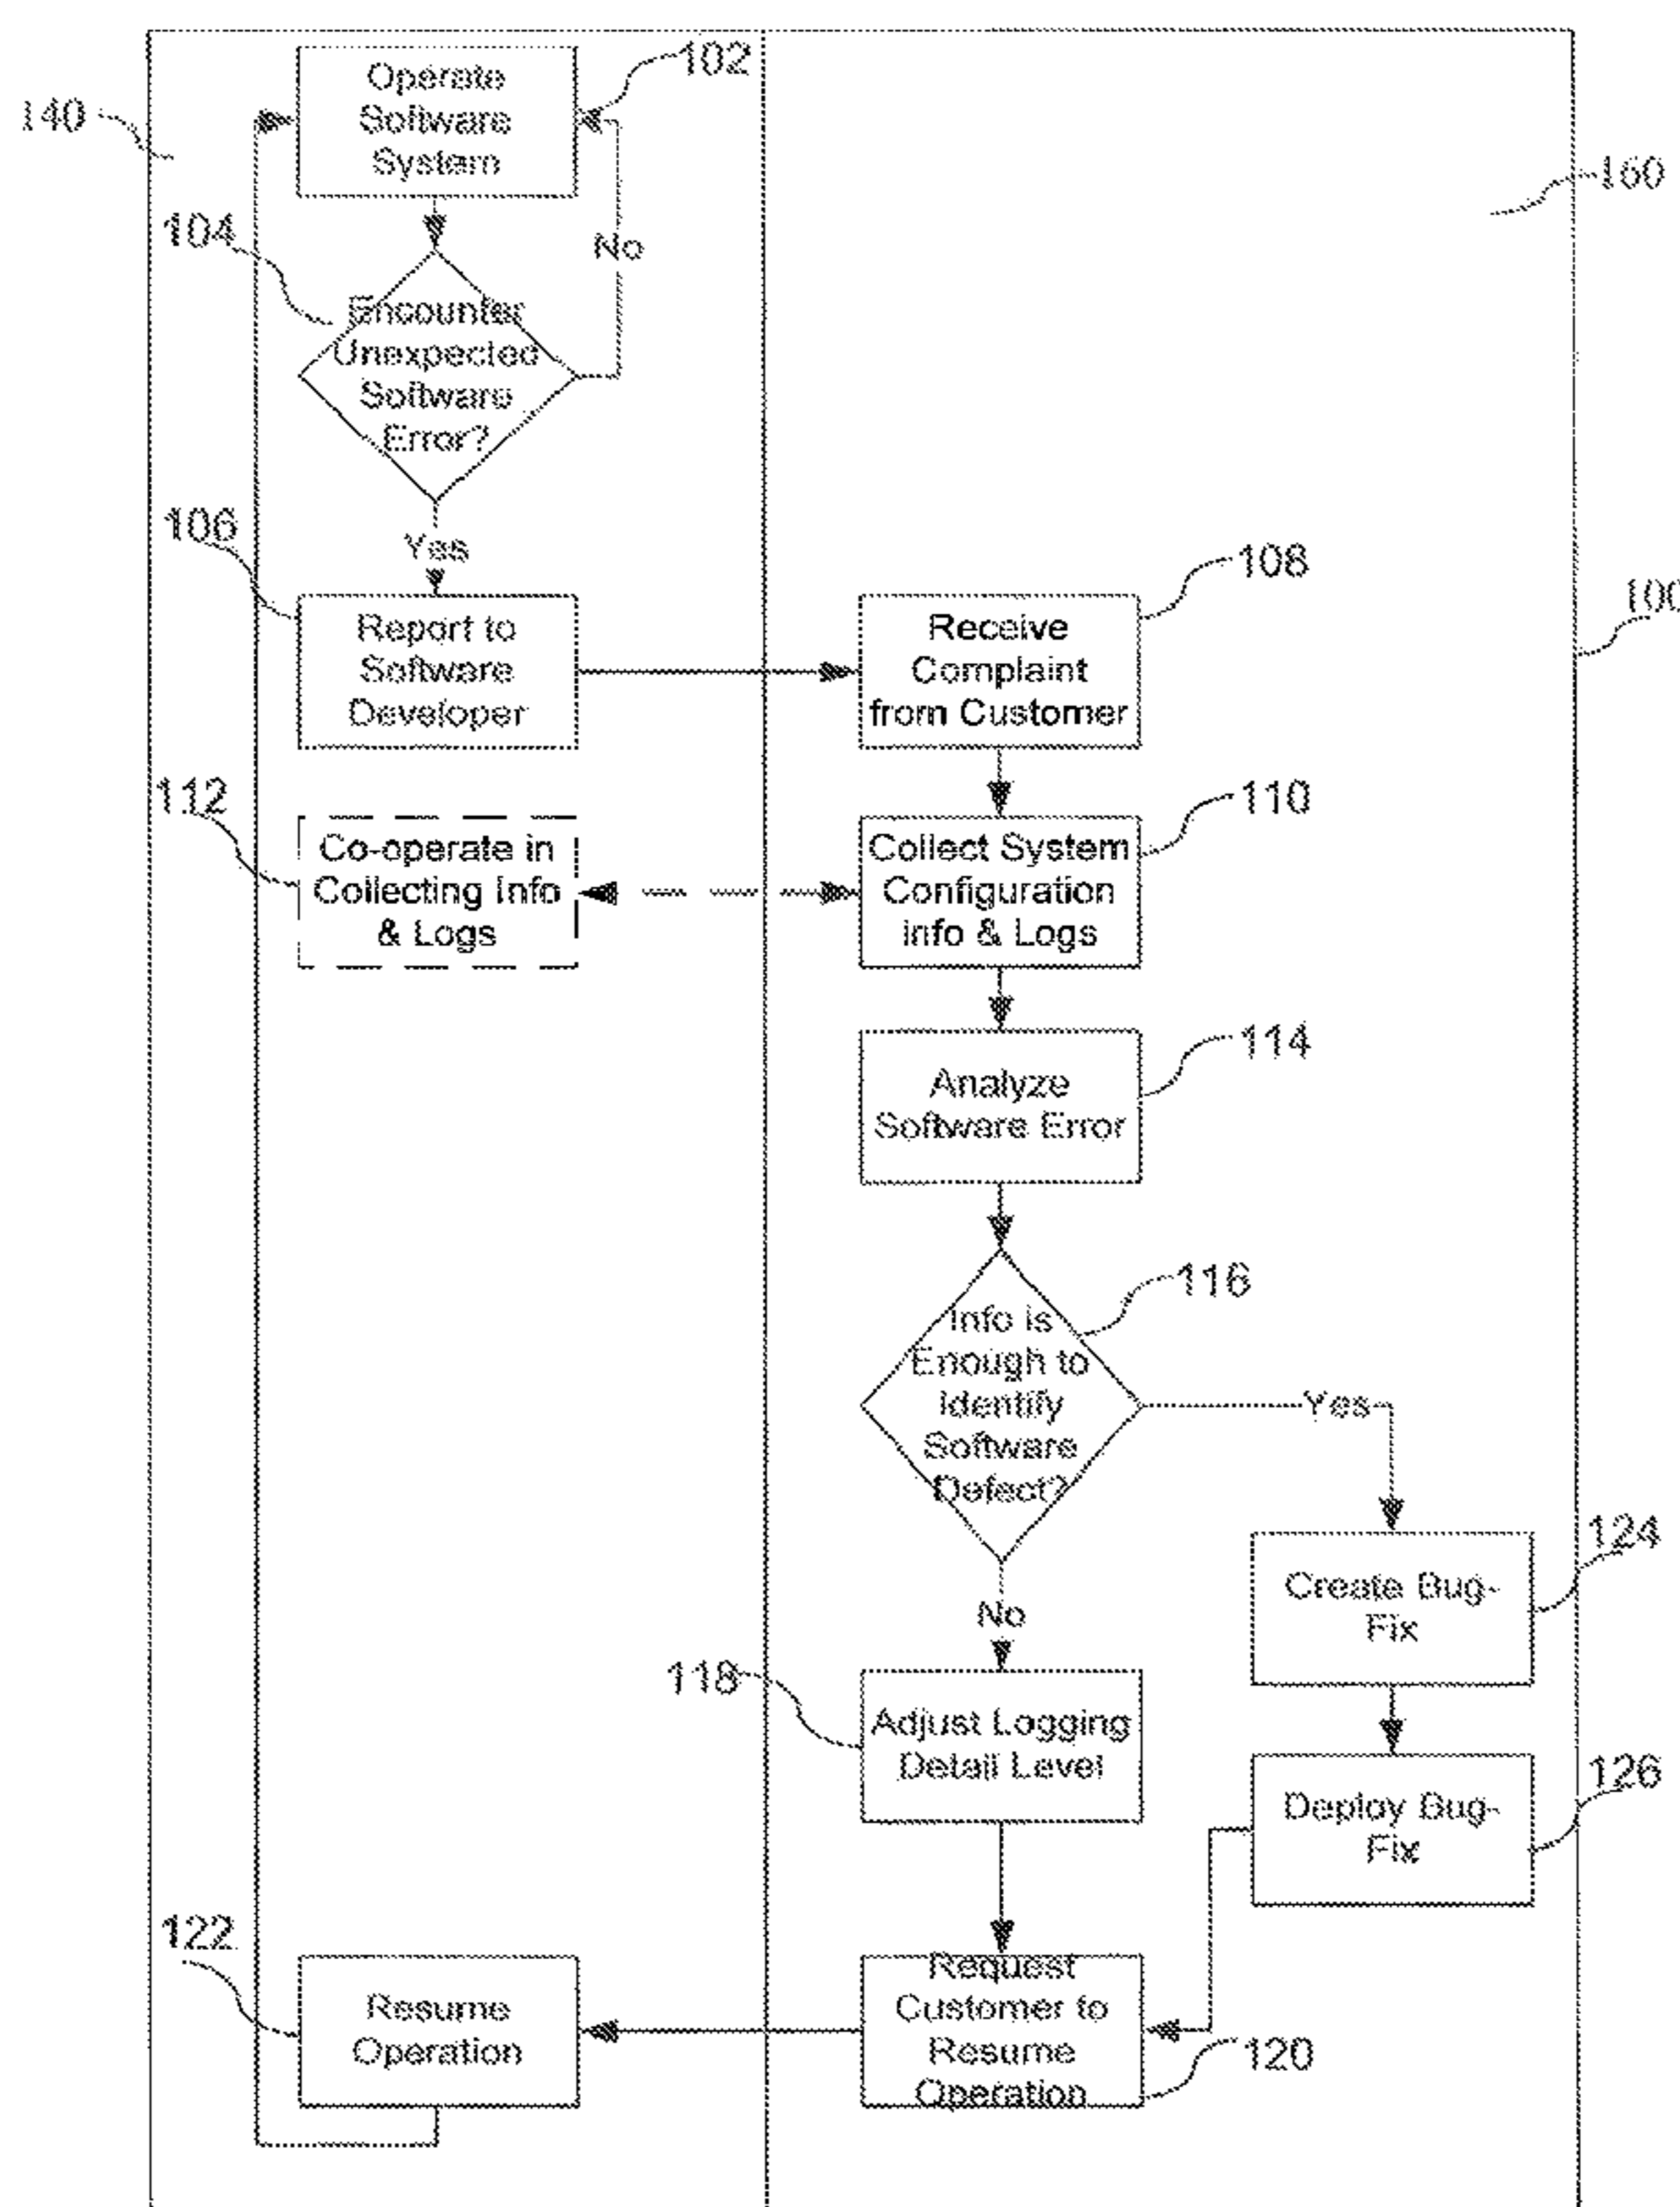 102
Operate
Software
System
140
160
104
No
Encounter
Unexpected
Software
Error?
106
Yes
108
100
Report to
Software
Developer
Receive
Complaint
from Customer
112
110
Co-operate in
Collecting Info
& Logs
Collect System
Configuration
info & Logs
114
Analyze
Software Error
116
Info is
Enough to
Identify
Software
Defect?
Yes
124
Create Bug-
Fix
No
118
Adjust Logging
Detail Level
126
Deploy Bug-
Fix
122
Resume
Operation
Request
Customer to
Resume
Operation
120